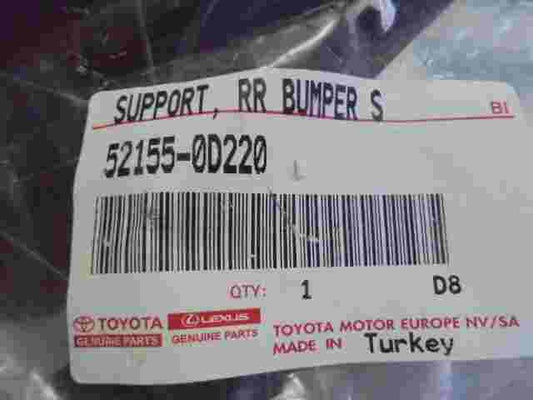 SUPPORT, RR BUMPER S BI
52155-0D220
QTY: 1 D8
TOYOTA LEXUS
GENUINE PARTS GENUINE PARTS
TOYOTA MOTOR EUROPE NV/SA
MADE IN Turkey